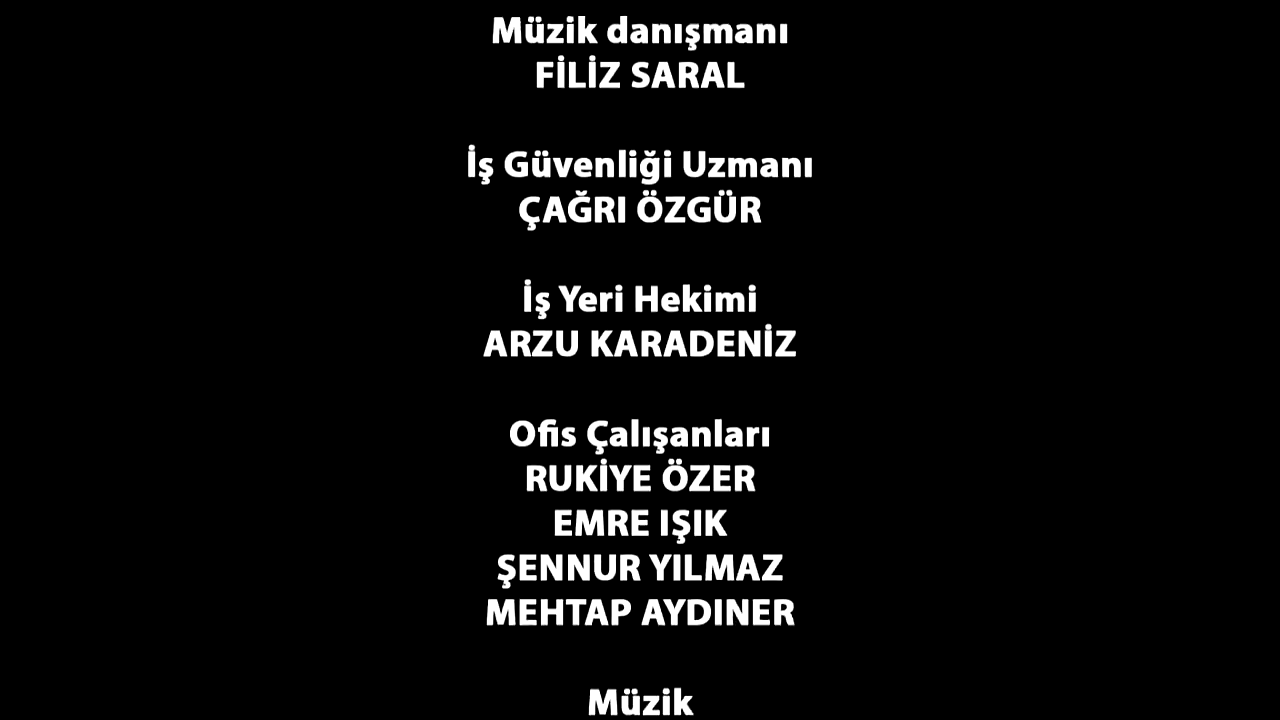 Müzik danışmanı
FİLİZ SARAL
İş Güvenliği Uzmanı
ÇAĞRI ÖZGÜR
İş Yeri Hekimi
ARZU KARADENİZ
Ofis Çalışanları
RUKİYE ÖZER
EMRE IŞIK
ŞENNUR YILMAZ
MEHTAP AYDINER
Müzik